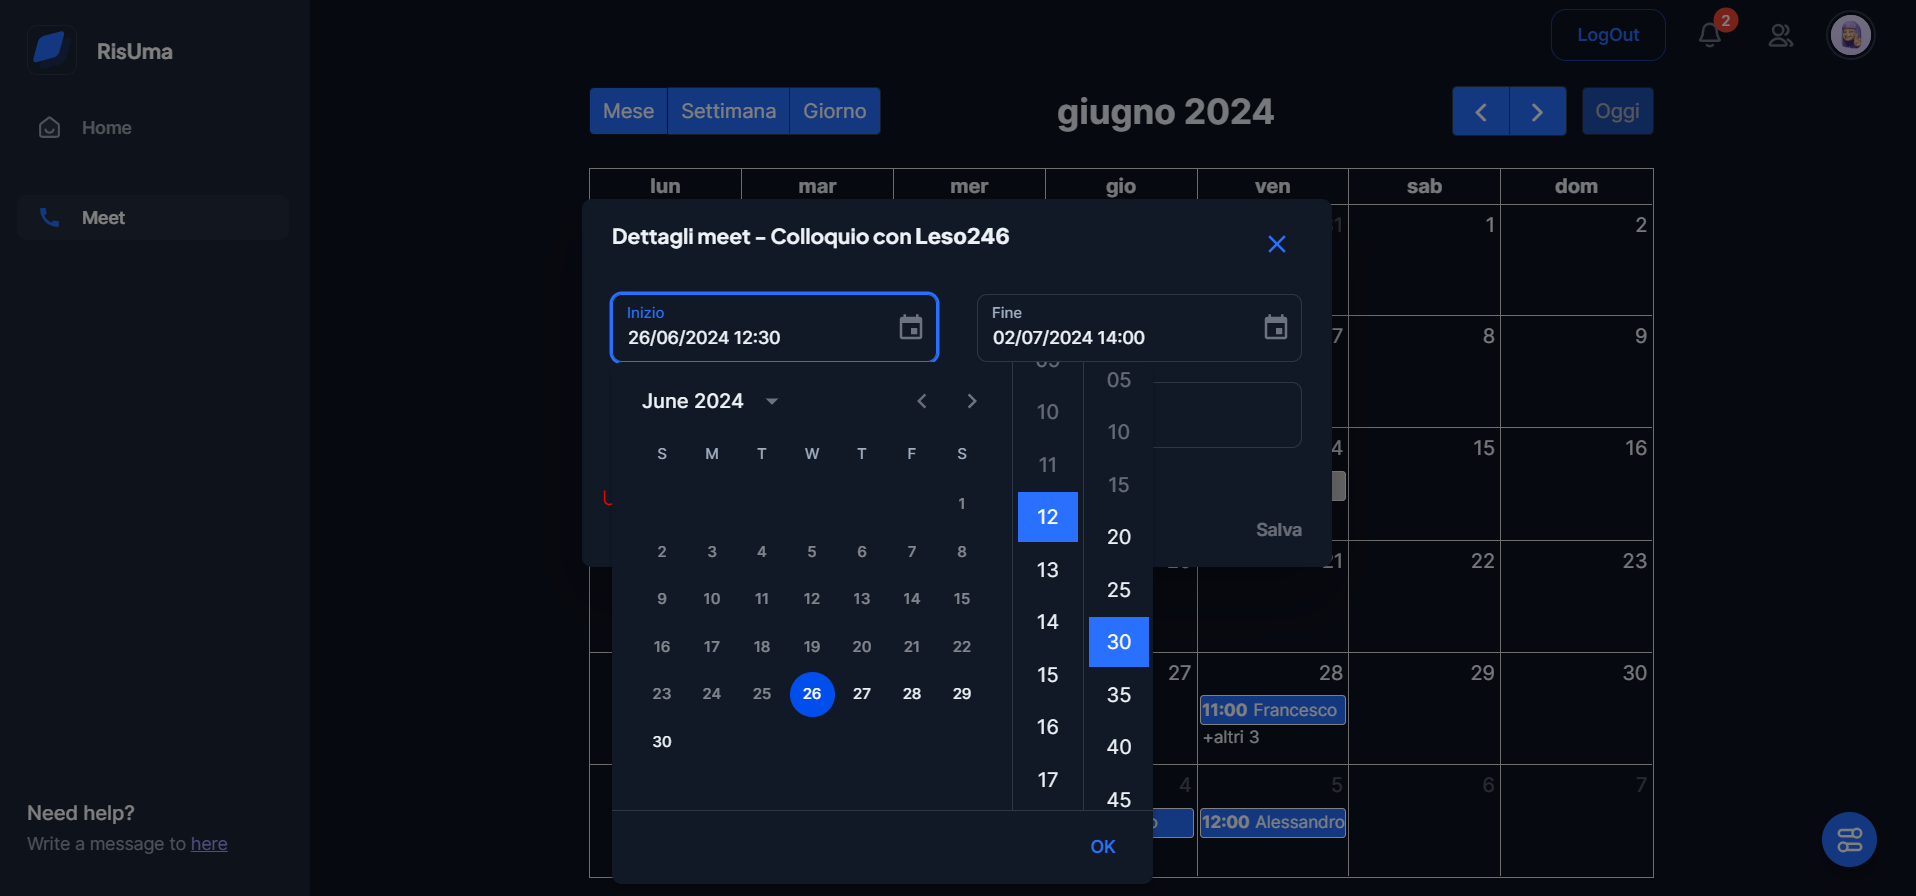 RisUma
LogOut
2
Home
Meet
Mese Settimana Giorno
giugno 2024
Oggi
lun mar mer gio ven sab dom
1 2
Dettagli meet - Colloquio con Leso246
Inizio
26/06/2024 12:30
Fine
02/07/2024 14:00
7 8 9
June 2024
S M T W T F S
1
2 3 4 5 6 7 8
9 10 11 12 13 14 15
16 17 18 19 20 21 22
23 24 25 26 27 28 29
30
10
11
12
13
14
15
16
17
05
10
15
20
25
30
35
40
45
OK
Salva
4 15 16
22 23
27 28 29 30
11:00 Francesco
+altri 3
4 5 6 7
12:00 Alessandro
Need help?
Write a message to here